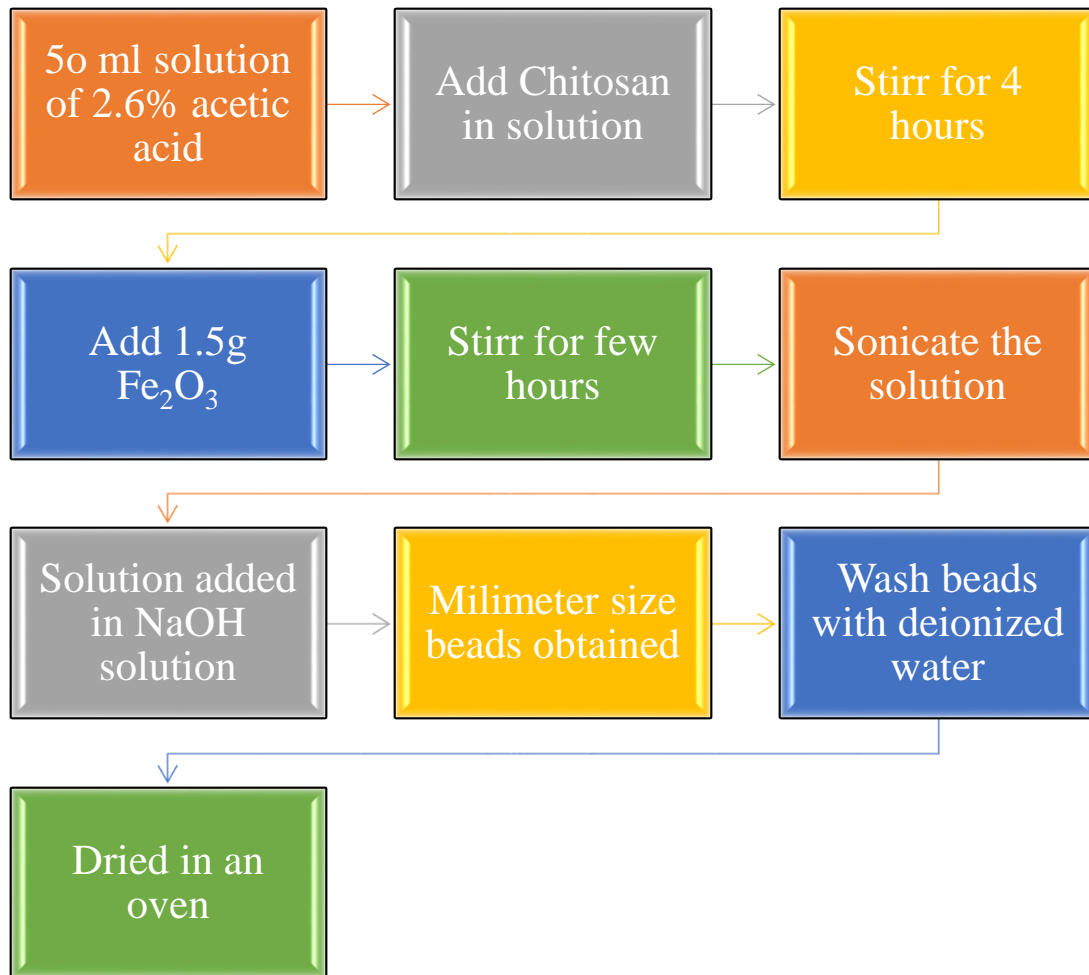 5o ml solution
of 2.6% acetic
acid
Add Chitosan
in solution
Stirr for 4
hours
Add 1.5g
Fe₂O₃
Stirr for few
hours
Sonicate the
solution
Solution added
in NaOH
solution
Milimeter size
beads obtained
Wash beads
with deionized
water
Dried in an
oven